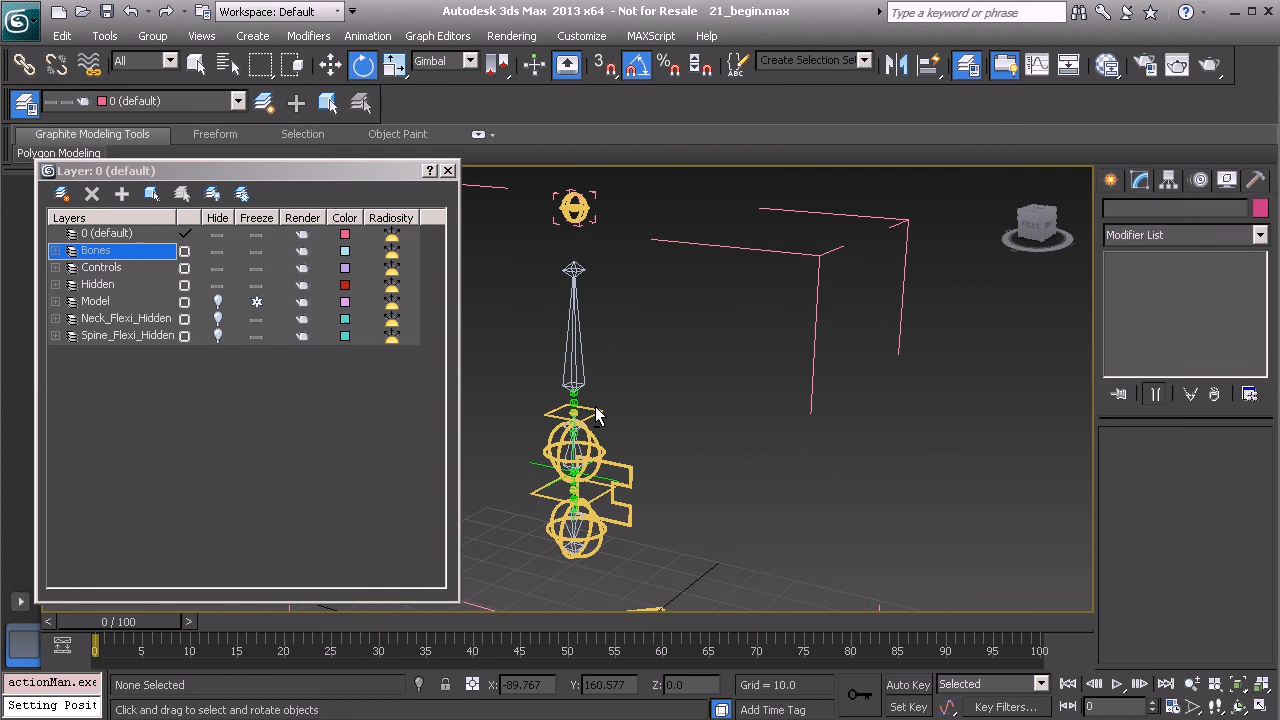 Workspace: Default
Autodesk 3ds Max 2013 x64 - Not for Resale 21_begin.max
Type a keyword or phrase
Edit Tools Group Views Create Modifiers Animation Graph Editors Rendering Customize MAXScript Help
All
Gimbal
3
Create Selection Se
0 (default)
Graphite Modeling Tools Freeform Selection Object Paint
Polygon Modeling
Layer: 0 (default)
Layers Hide Freeze Render Color Radiosity
0 (default)
Bones
Controls
Hidden
Model
Neck_Flexi_Hidden
Spine_Flexi_Hidden
Modifier List
0 / 100
0 5 10 15 20 25 30 35 40 45 50 55 60 65 70 75 80 85 90 95 100
actionMan.exe
None Selected
X: -89.767 Y: 160.577 Z: 0.0
Grid = 10.0
Auto Key Selected
Setting Posit
Click and drag to select and rotate objects
Add Time Tag
Set Key Key Filters...
0